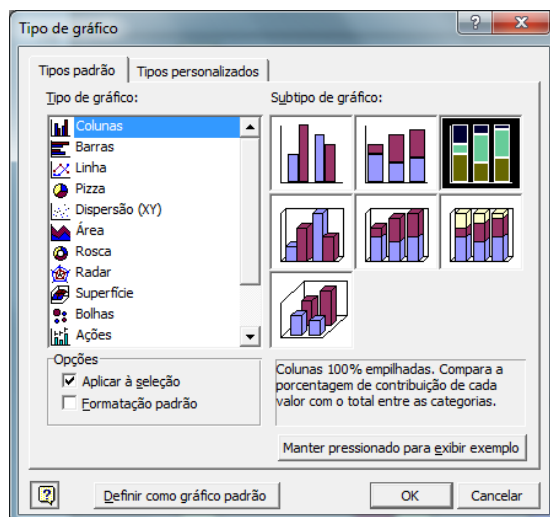 Tipo de gráfico
?
X
Tipos padrão
Tipos personalizados
Tipo de gráfico:
Colunas
Barras
Linha
Pizza
Dispersão (XY)
Área
Rosca
Radar
Superfície
Bolhas
Ações
Opções
Aplicar à seleção
Formatação padrão
Subtipo de gráfico:
Colunas 100% empilhadas. Compara a
porcentagem de contribuição de cada
valor com o total entre as categorias.
Manter pressionado para exibir exemplo
?
Definir como gráfico padrão
OK
Cancelar